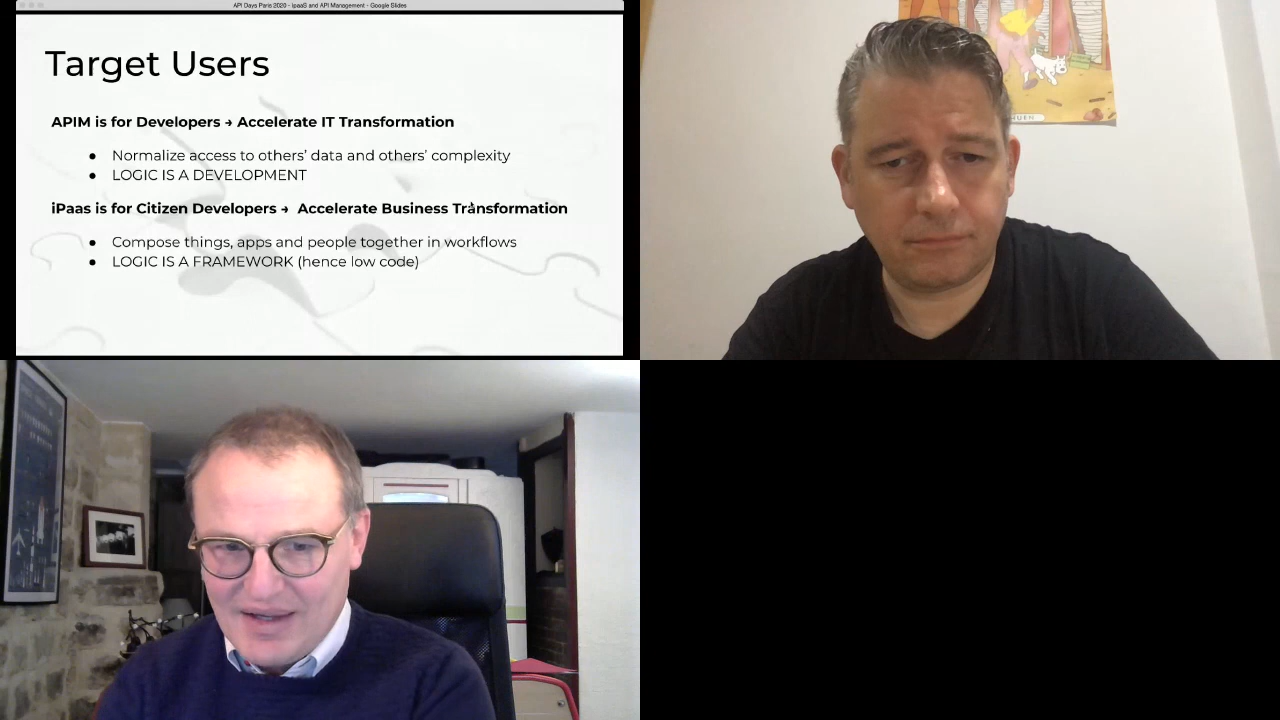 API Days Paris 2020 - IpaaS and API Management - Google Slides
Target Users
APIM is for Developers → Accelerate IT Transformation
● Normalize access to others’ data and others’ complexity
● LOGIC IS A DEVELOPMENT
iPaas is for Citizen Developers → Accelerate Business Transformation
● Compose things, apps and people together in workflows
● LOGIC IS A FRAMEWORK (hence low code)